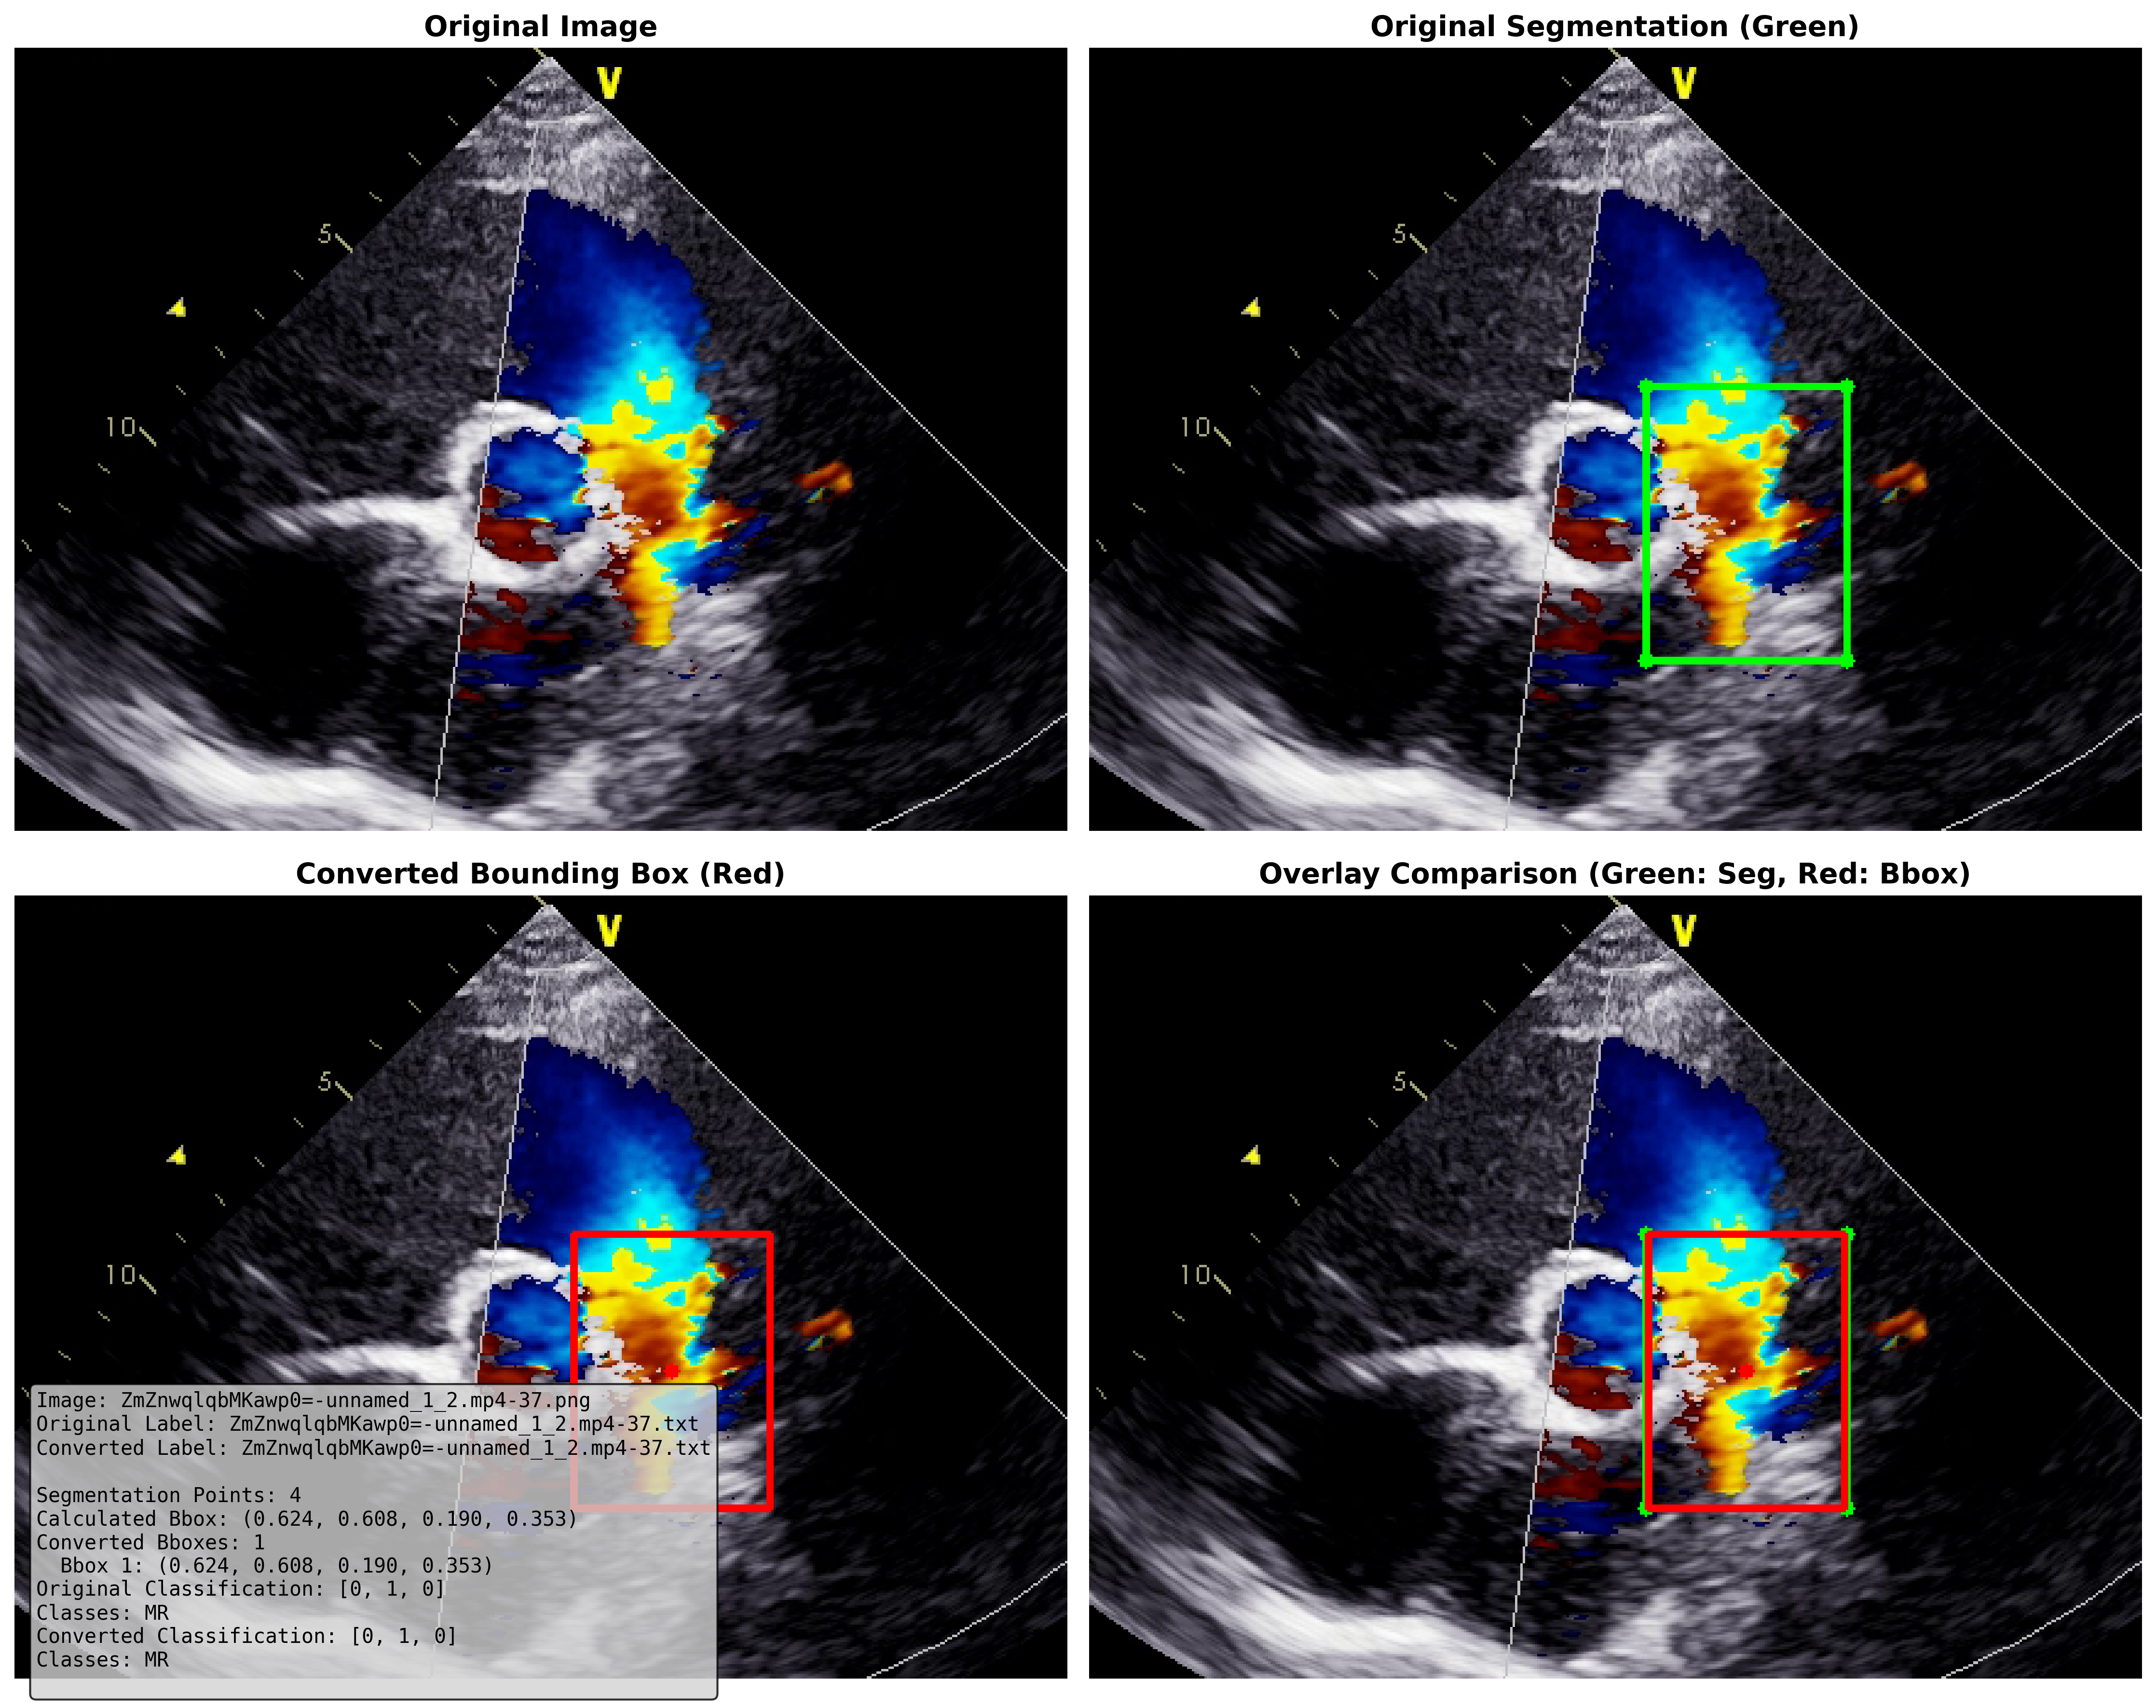 Original Image
Original Segmentation (Green)
V
5
10
V
5
10
Converted Bounding Box (Red)
Overlay Comparison (Green: Seg, Red: Bbox)
V
5
10
V
5
10
Image: ZmZnwqlqbMKawp0=-unnamed_1_2.mp4-37.png
Original Label: ZmZnwqlqbMKawp0=-unnamed_1_2.mp4-37.txt
Converted Label: ZmZnwqlqbMKawp0=-unnamed_1_2.mp4-37.txt
Segmentation Points: 4
Calculated Bbox: (0.624, 0.608, 0.190, 0.353)
Converted Bboxes: 1
Bbox 1: (0.624, 0.608, 0.190, 0.353)
Original Classification: [0, 1, 0]
Classes: MR
Converted Classification: [0, 1, 0]
Classes: MR